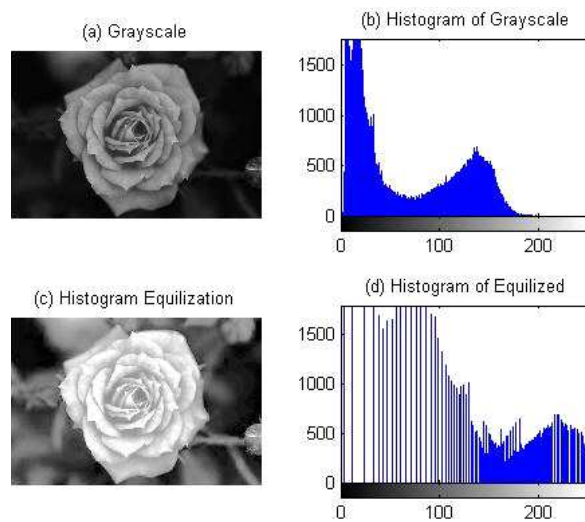 (a) Grayscale
(b) Histogram of Grayscale
1500
1000
500
0
0 100 200
(c) Histogram Equilization
(d) Histogram of Equilized
1500
1000
500
0
0 100 200